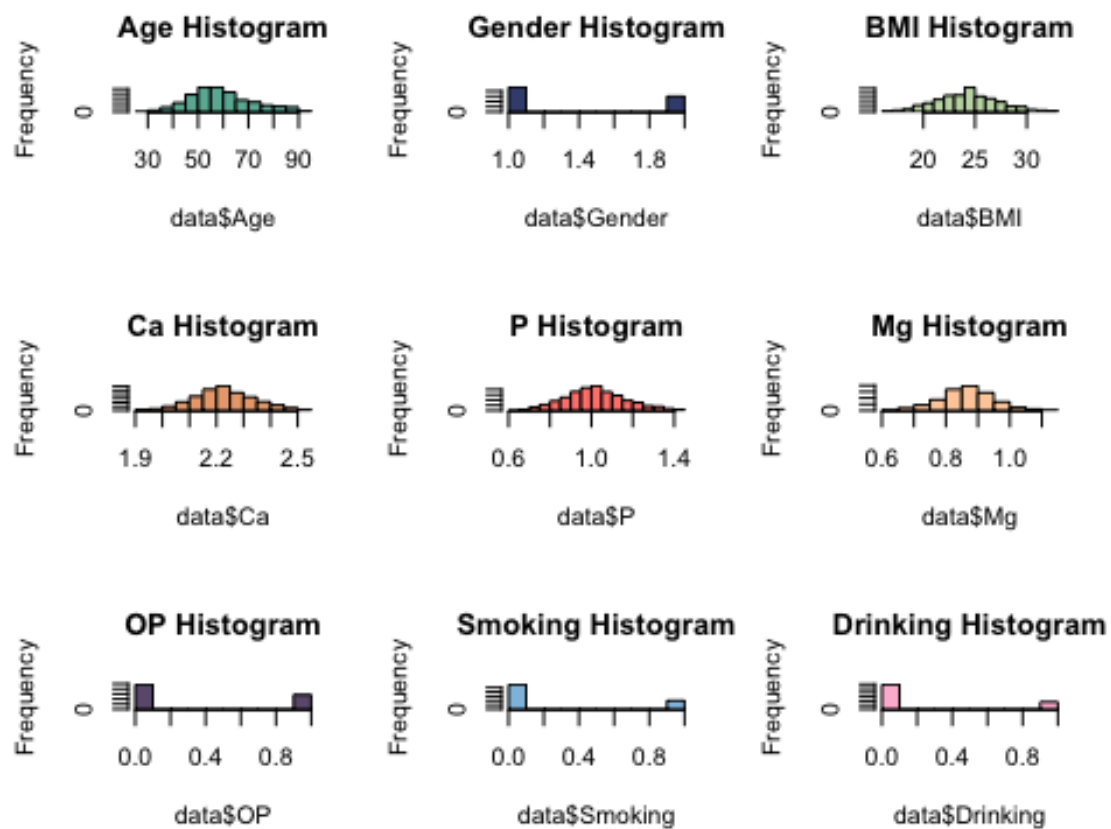 Age Histogram
Frequency
0
30 50 70 90
data$Age
Gender Histogram
Frequency
0
1.0 1.4 1.8
data$Gender
BMI Histogram
Frequency
0
20 25 30
data$BMI
Ca Histogram
Frequency
0
1.9 2.2 2.5
data$Ca
P Histogram
Frequency
0
0.6 1.0 1.4
data$P
Mg Histogram
Frequency
0
0.6 0.8 1.0
data$Mg
OP Histogram
Frequency
0
0.0 0.4 0.8
data$OP
Smoking Histogram
Frequency
0
0.0 0.4 0.8
data$Smoking
Drinking Histogram
Frequency
0
0.0 0.4 0.8
data$Drinking